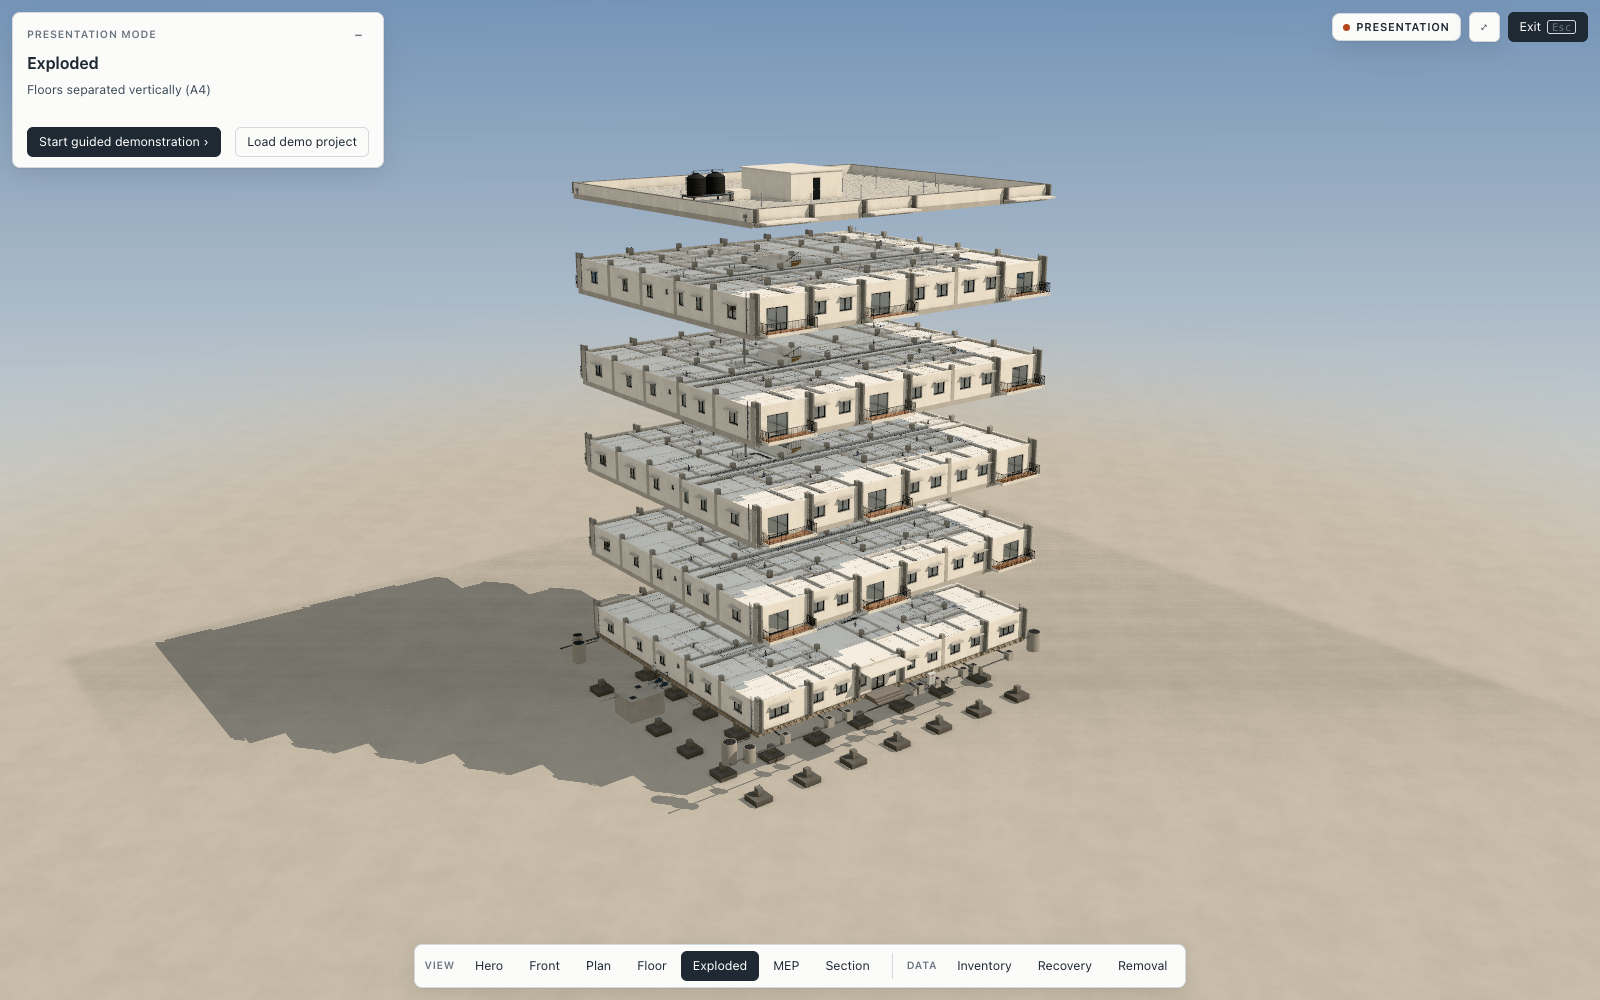 PRESENTATION MODE
–
Exploded
Floors separated vertically (A4)
Start guided demonstration ›
Load demo project
PRESENTATION
Exit Esc
VIEW Hero Front Plan Floor Exploded MEP Section DATA Inventory Recovery Removal